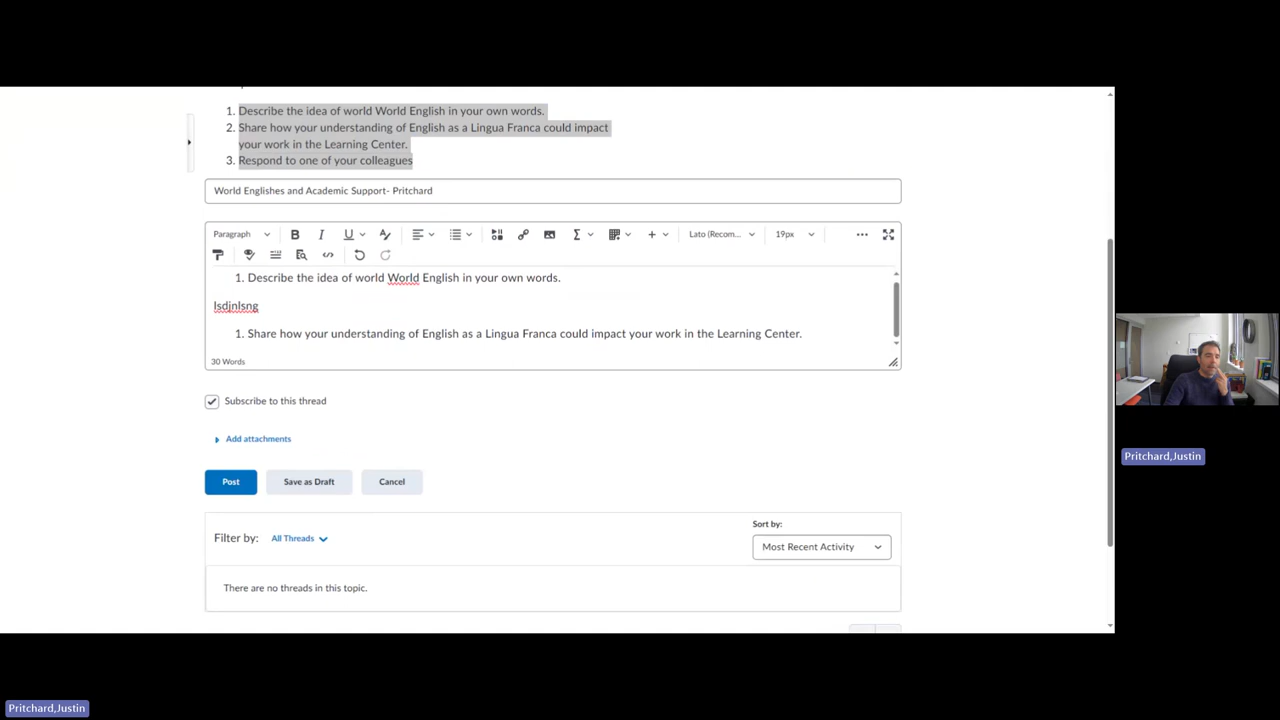 1. Describe the idea of world World English in your own words.
2. Share how your understanding of English as a Lingua Franca could impact
your work in the Learning Center.
3. Respond to one of your colleagues
World Englishes and Academic Support- Pritchard
Paragraph B I U Lato (Recom... 19px
1. Describe the idea of world World English in your own words.
lsdjnlsng
1. Share how your understanding of English as a Lingua Franca could impact your work in the Learning Center.
30 Words
Subscribe to this thread
Add attachments
Post Save as Draft Cancel
Sort by:
Filter by: All Threads
Most Recent Activity
There are no threads in this topic.
Pritchard,Justin
Pritchard,Justin